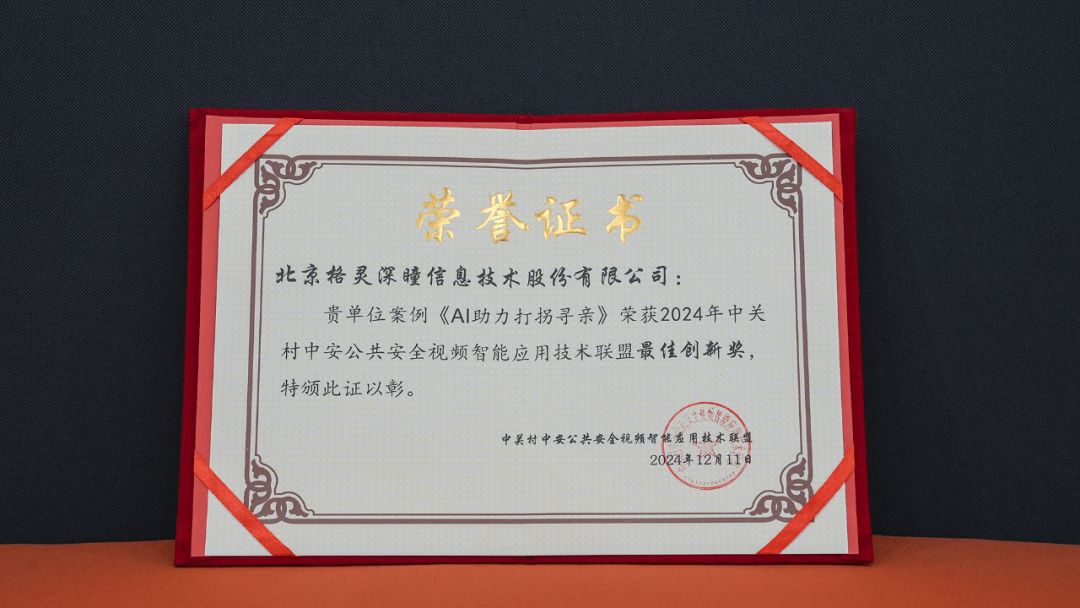 荣誉证书
北京格灵深瞳信息技术股份有限公司：
贵单位案例《AI助力打拐寻亲》荣获2024年中关
村中安公共安全视频智能应用技术联盟最佳创新奖，
特颁此证以彰。
中关村中安公共安全视频智能应用技术联盟
2024年12月11日